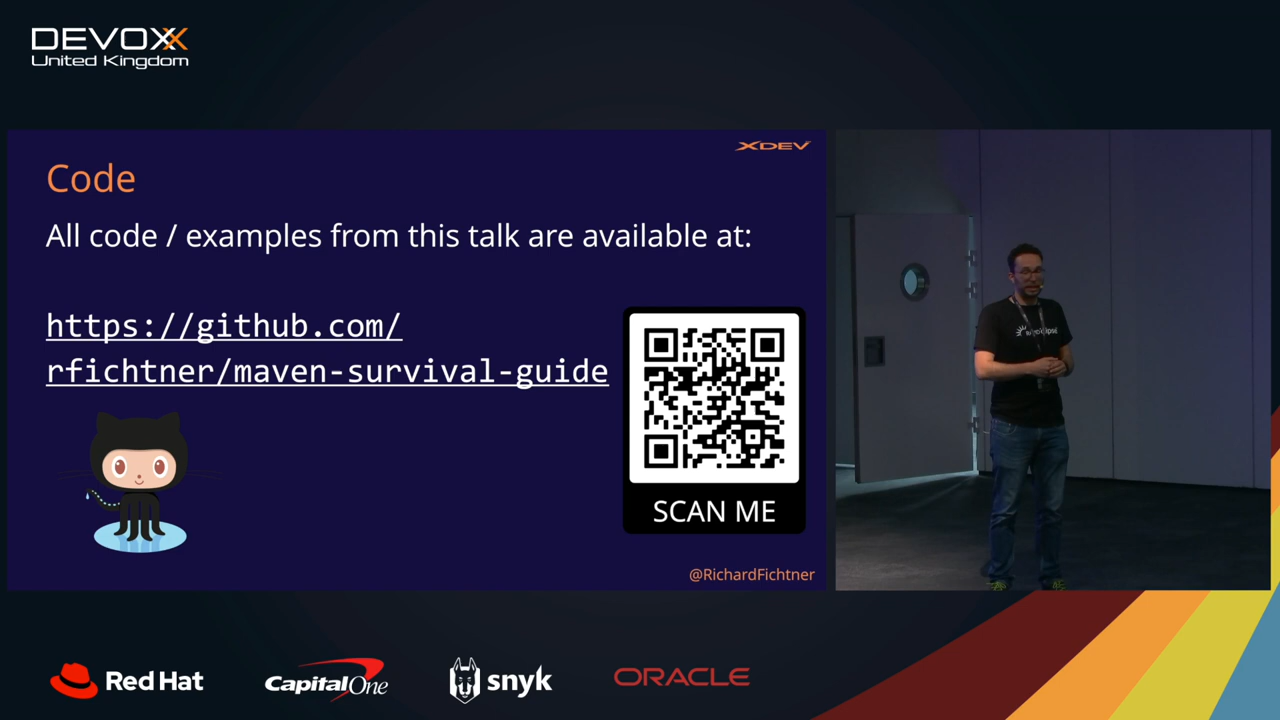 DEVOXX
United Kingdom
XDEV
Code
All code / examples from this talk are available at:
https://github.com/
rfichtner/maven-survival-guide
SCAN ME
@RichardFichtner
Red Hat
Capital One
snyk
ORACLE